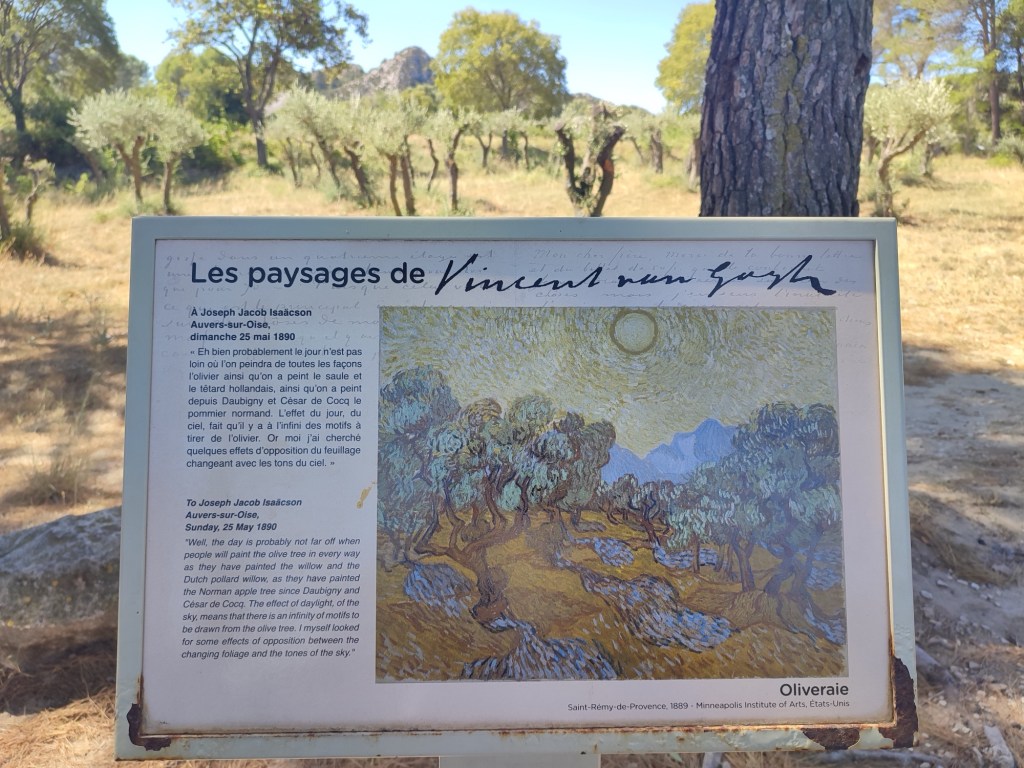 Les paysages de Vincent van Gogh
À Joseph Jacob Isaäcson
Auvers-sur-Oise,
dimanche 25 mai 1890
« Eh bien probablement le jour n'est pas
loin où l'on peindra de toutes les façons
l'olivier ainsi qu'on a peint le saule et
le têtard hollandais, ainsi qu'on a peint
depuis Daubigny et César de Cocq le
pommier normand. L'effet du jour, du
ciel, fait qu'il y a à l'infini des motifs à
tirer de l'olivier. Or moi j'ai cherché
quelques effets d'opposition du feuillage
changeant avec les tons du ciel. »
To Joseph Jacob Isaäcson
Auvers-sur-Oise,
Sunday, 25 May 1890
"Well, the day is probably not far off when
people will paint the olive tree in every way
as they have painted the willow and the
Dutch pollard willow, as they have painted
the Norman apple tree since Daubigny and
César de Cocq. The effect of daylight, of the
sky, means that there is an infinity of motifs to
be drawn from the olive tree. I myself looked
for some effects of opposition between the
changing foliage and the tones of the sky."
Oliveraie
Saint-Rémy-de-Provence, 1889 - Minneapolis Institute of Arts, États-Unis